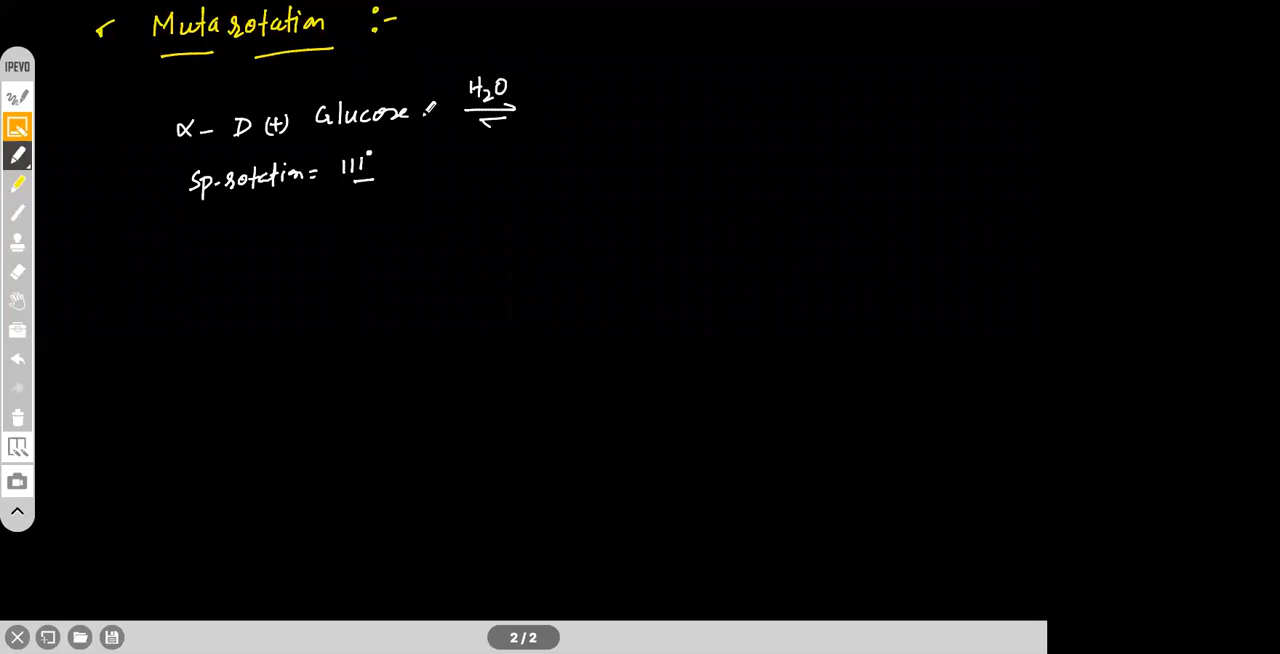 Mutarotation :-
IPEVO
α- D (+) Glucose H₂O ⇌
Sp. rotation = 111°
2 / 2